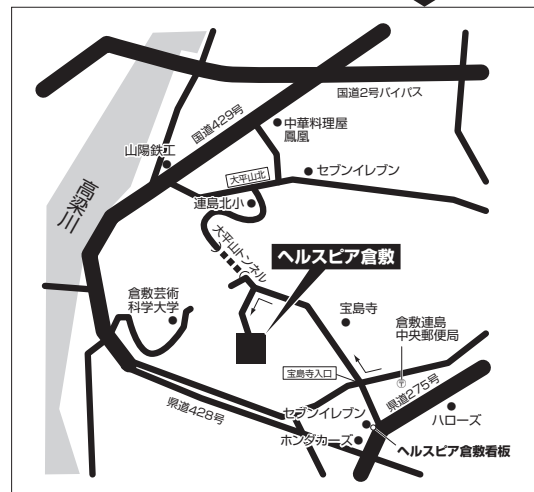 国道2号バイパス
国道429号
中華料理屋
鳳凰
山陽鉄工
セブンイレブン
大平山北
高梁川
連島北小
大平山トンネル
ヘルスピア倉敷
倉敷芸術
科学大学
宝島寺
倉敷連島
中央郵便局
宝島寺入口
県道275号
県道428号
セブンイレブン
ハローズ
ホンダカーズ
ヘルスピア倉敷看板